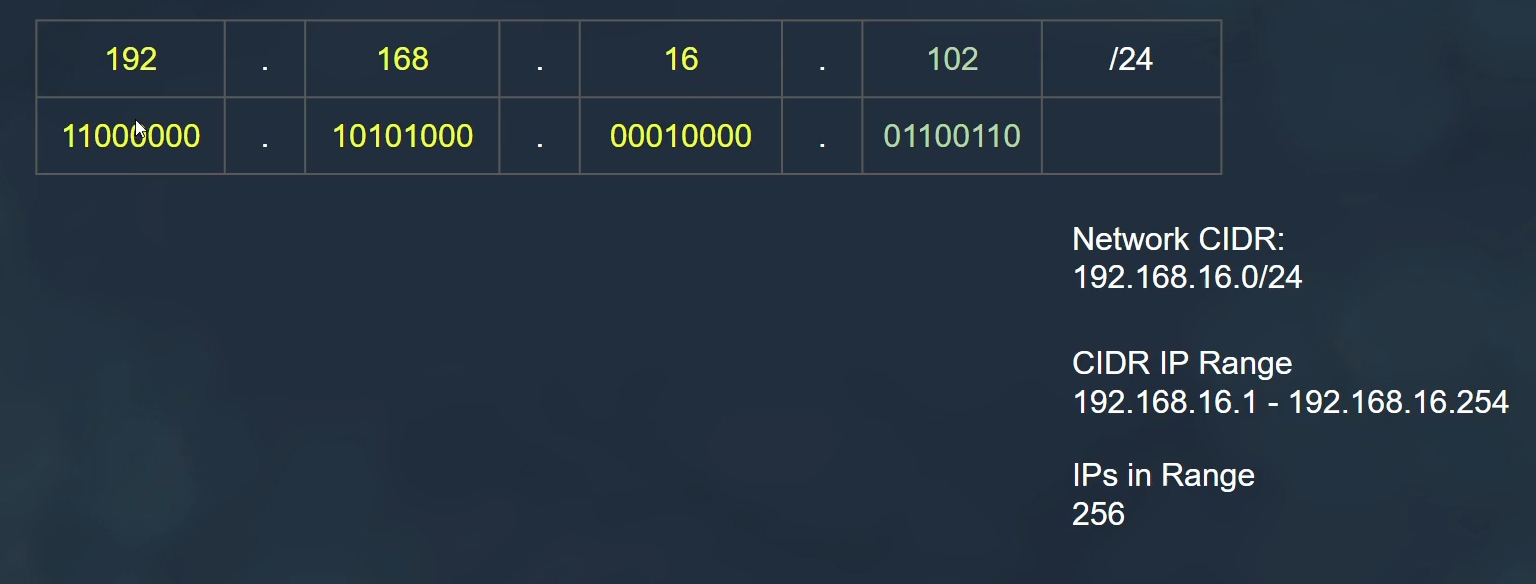 192 . 168 . 16 . 102 /24
11000000 . 10101000 . 00010000 . 01100110
Network CIDR:
192.168.16.0/24
CIDR IP Range
192.168.16.1 - 192.168.16.254
IPs in Range
256